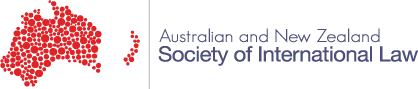 Australian and New Zealand
Society of International Law